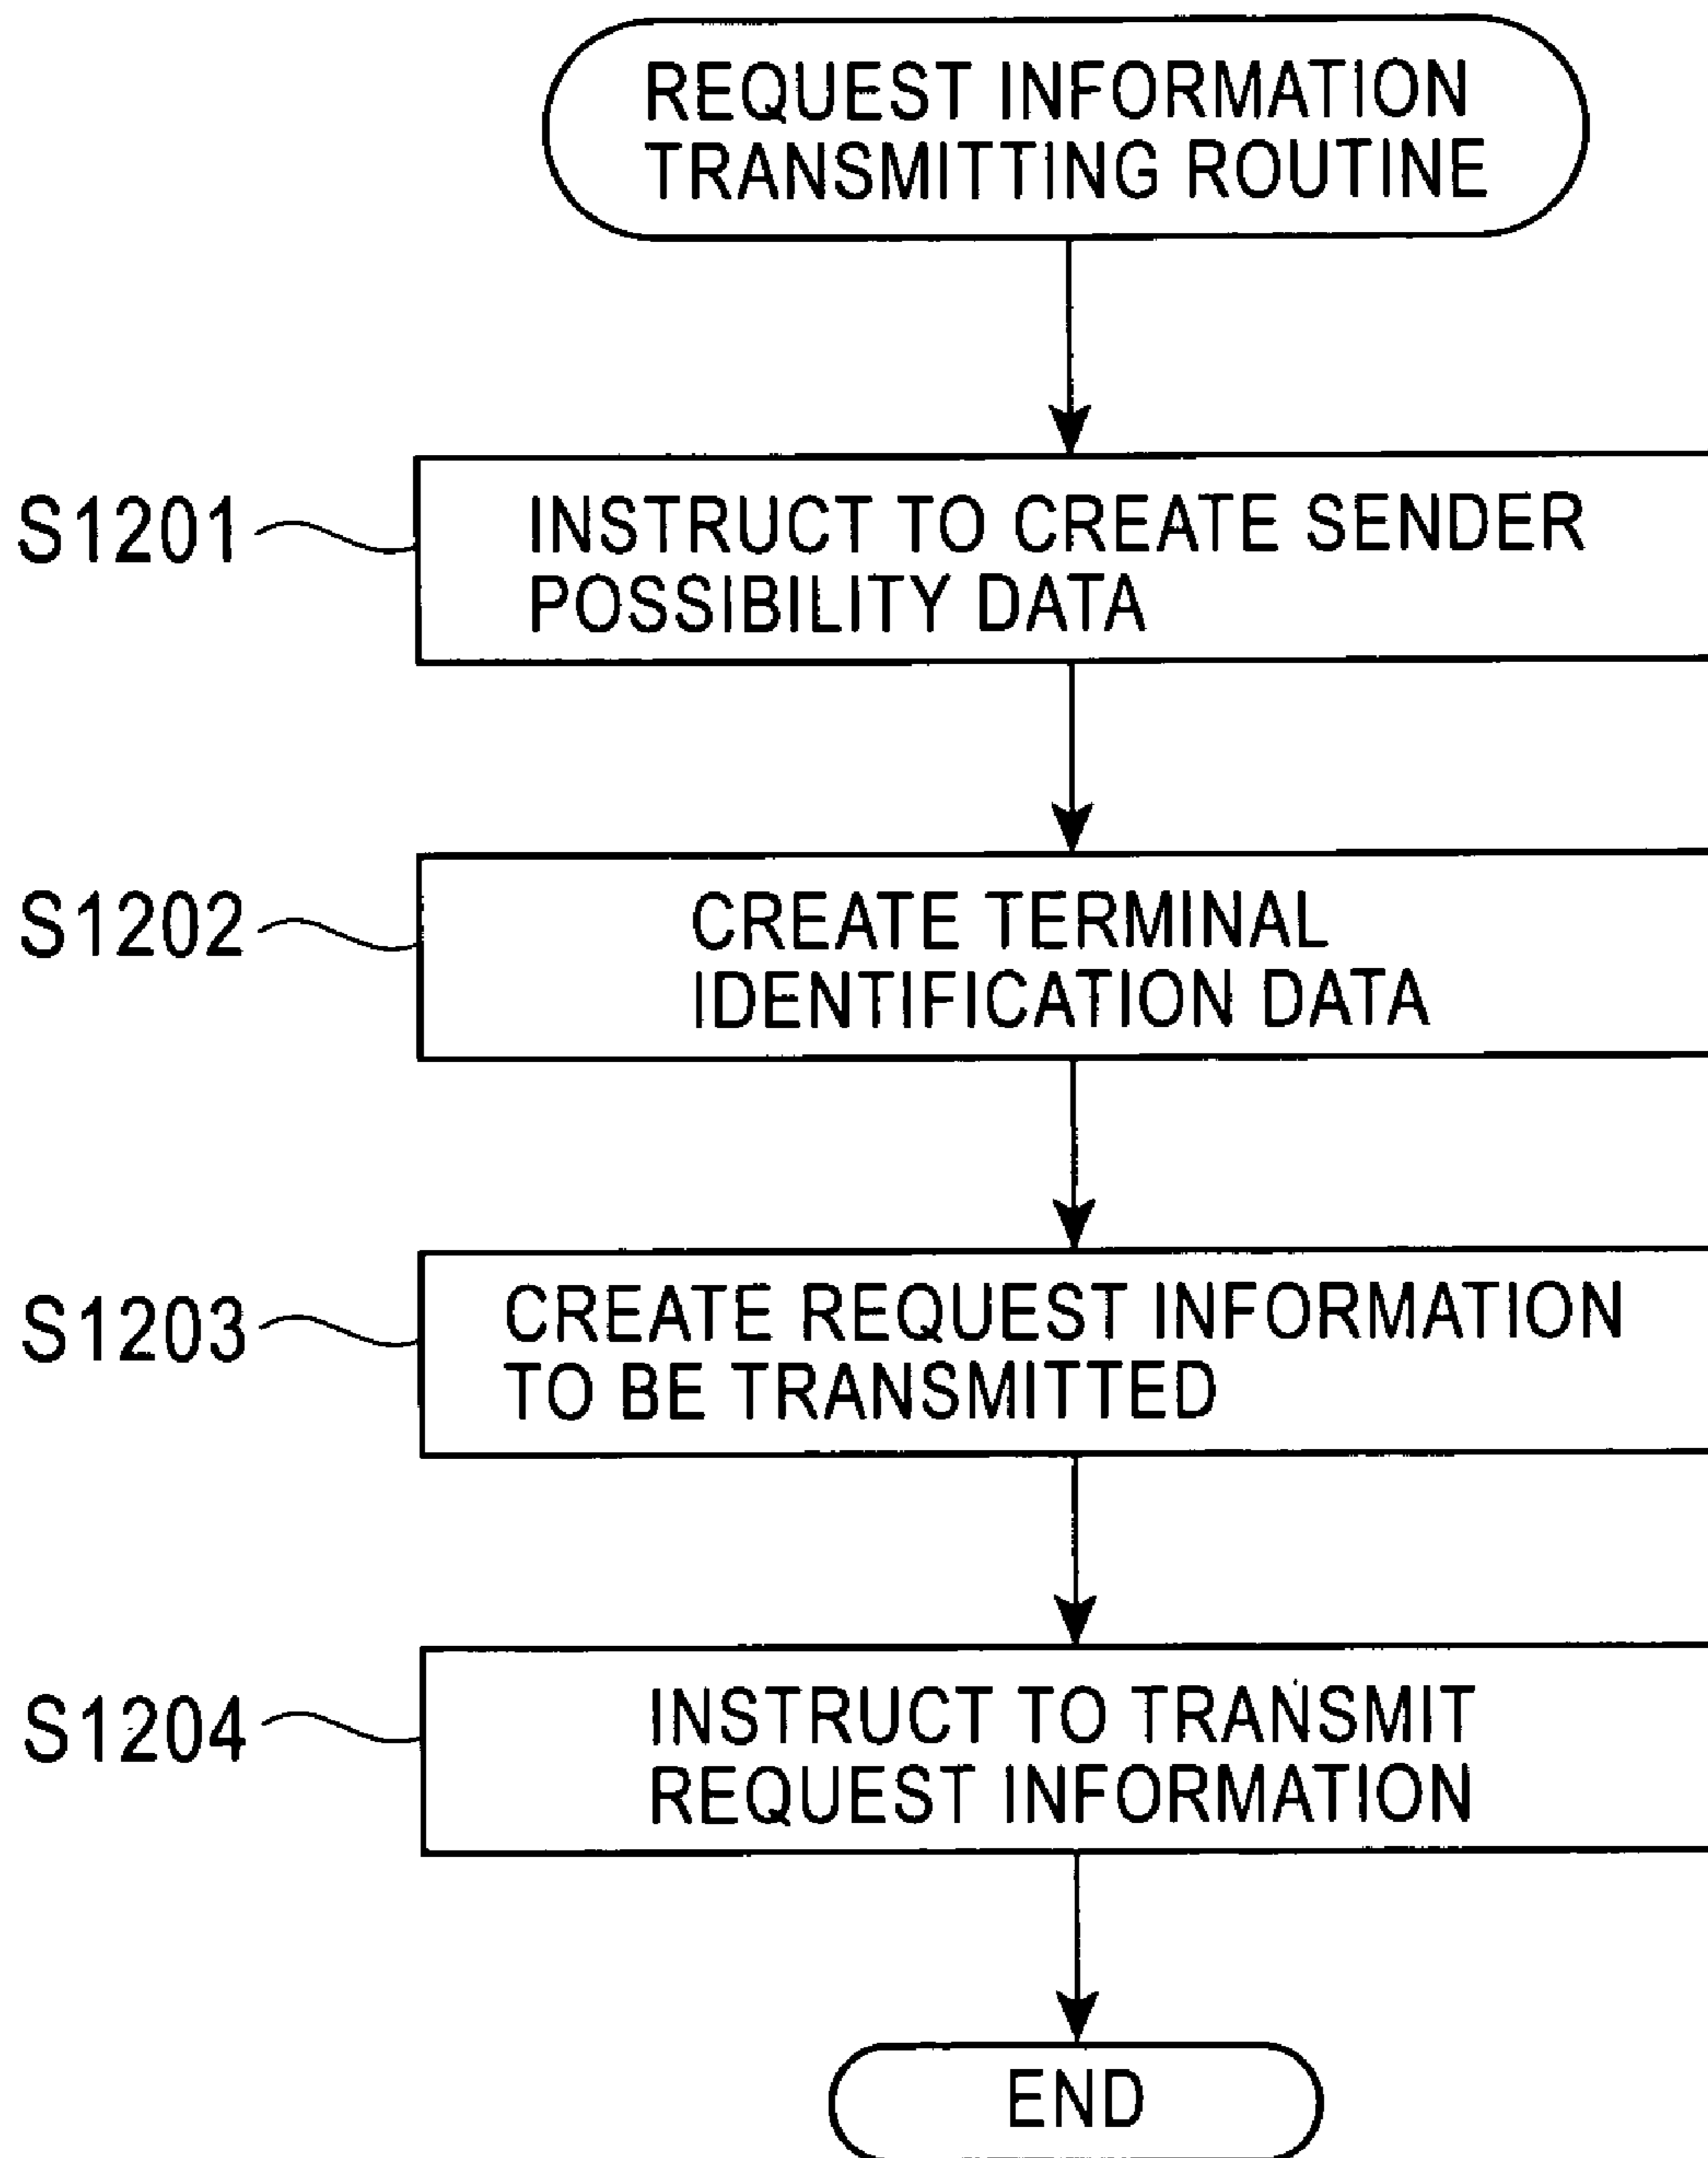 REQUEST INFORMATION
TRANSMITTING ROUTINE
S1201
INSTRUCT TO CREATE SENDER
POSSIBILITY DATA
S1202
CREATE TERMINAL
IDENTIFICATION DATA
S1203
CREATE REQUEST INFORMATION
TO BE TRANSMITTED
S1204
INSTRUCT TO TRANSMIT
REQUEST INFORMATION
END